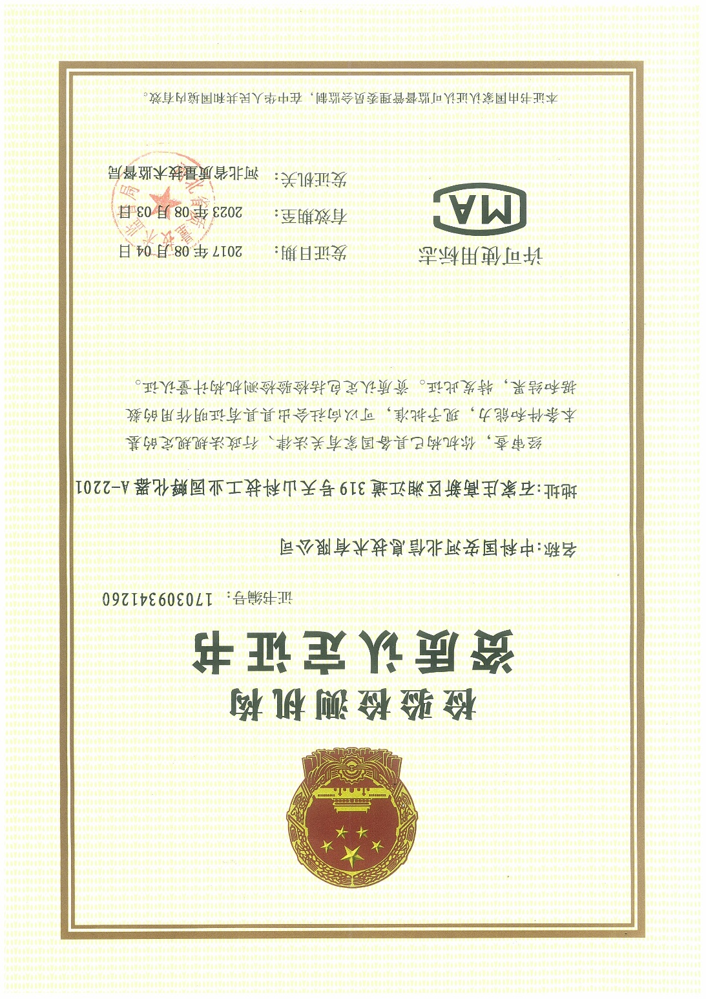 检验检测机构
资质认定证书
证书编号: 170309341260
名称:中科国安河北信息技术有限公司
地址:石家庄高新区湘江道319号天山科技工业园孵化器A-2201
经审查，你机构已具备国家有关法律、行政法规规定的基
本条件和能力，现予批准，可以向社会出具具有证明作用的数
据和结果，特发此证。资质认定包括检验检测机构计量认证。
许可使用标志
MA
发证日期: 2017年08月04日
有效期至: 2023年08月03日
发证机关: 河北省质量技术监督局
河北省质量技术监督局
本证书由国家认证认可监督管理委员会监制，在中华人民共和国境内有效。